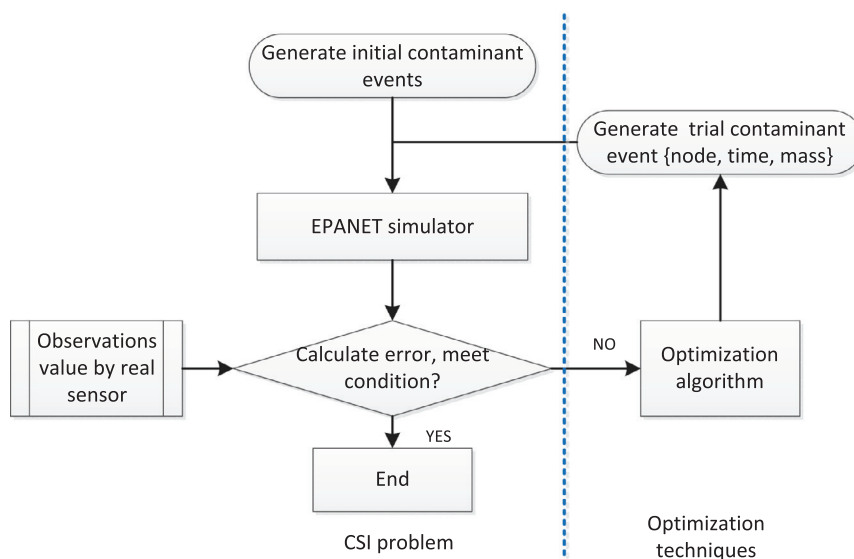 Generate initial contaminant
events
Generate trial contaminant
event {node, time, mass}
EPANET simulator
Observations
value by real
sensor
Calculate error, meet
condition?
NO
Optimization
algorithm
YES
End
CSI problem
Optimization
techniques